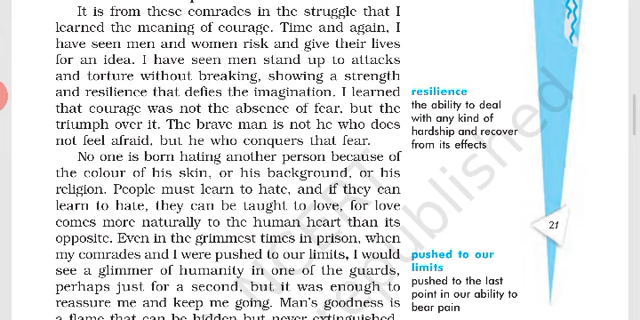 It is from these comrades in the struggle that I
learned the meaning of courage. Time and again, I
have seen men and women risk and give their lives
for an idea. I have seen men stand up to attacks
and torture without breaking, showing a strength
and resilience that defies the imagination. I learned
that courage was not the absence of fear, but the
triumph over it. The brave man is not he who does
not feel afraid, but he who conquers that fear.
No one is born hating another person because of
the colour of his skin, or his background, or his
religion. People must learn to hate, and if they can
learn to hate, they can be taught to love, for love
comes more naturally to the human heart than its
opposite. Even in the grimmest times in prison, when
my comrades and I were pushed to our limits, I would
see a glimmer of humanity in one of the guards,
perhaps just for a second, but it was enough to
reassure me and keep me going. Man's goodness is
a flame that can be hidden but never extinguished.
resilience
the ability to deal
with any kind of
hardship and recover
from its effects
21
pushed to our
limits
pushed to the last
point in our ability to
bear pain
NCERT
republished